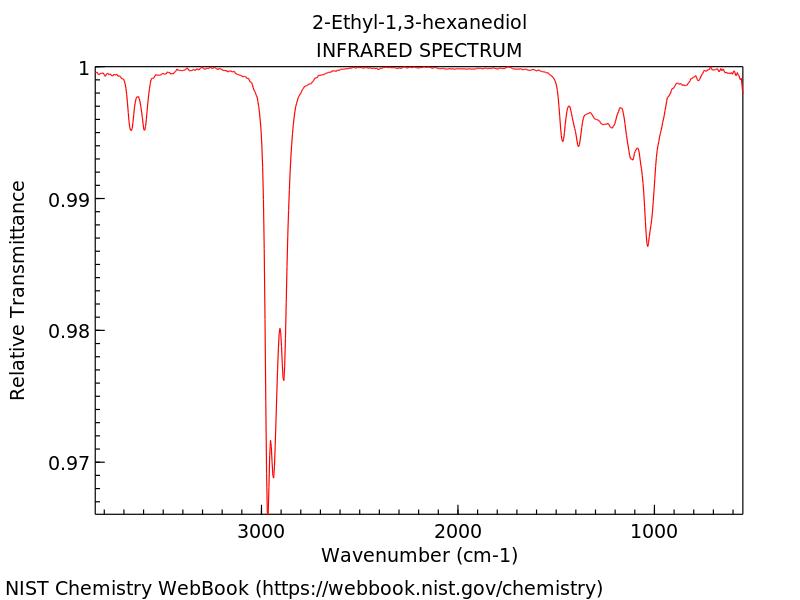 2-Ethyl-1,3-hexanediol
INFRARED SPECTRUM
1
0.99
0.98
0.97
Relative Transmittance
3000 2000 1000
Wavenumber (cm-1)
NIST Chemistry WebBook (https://webbook.nist.gov/chemistry)